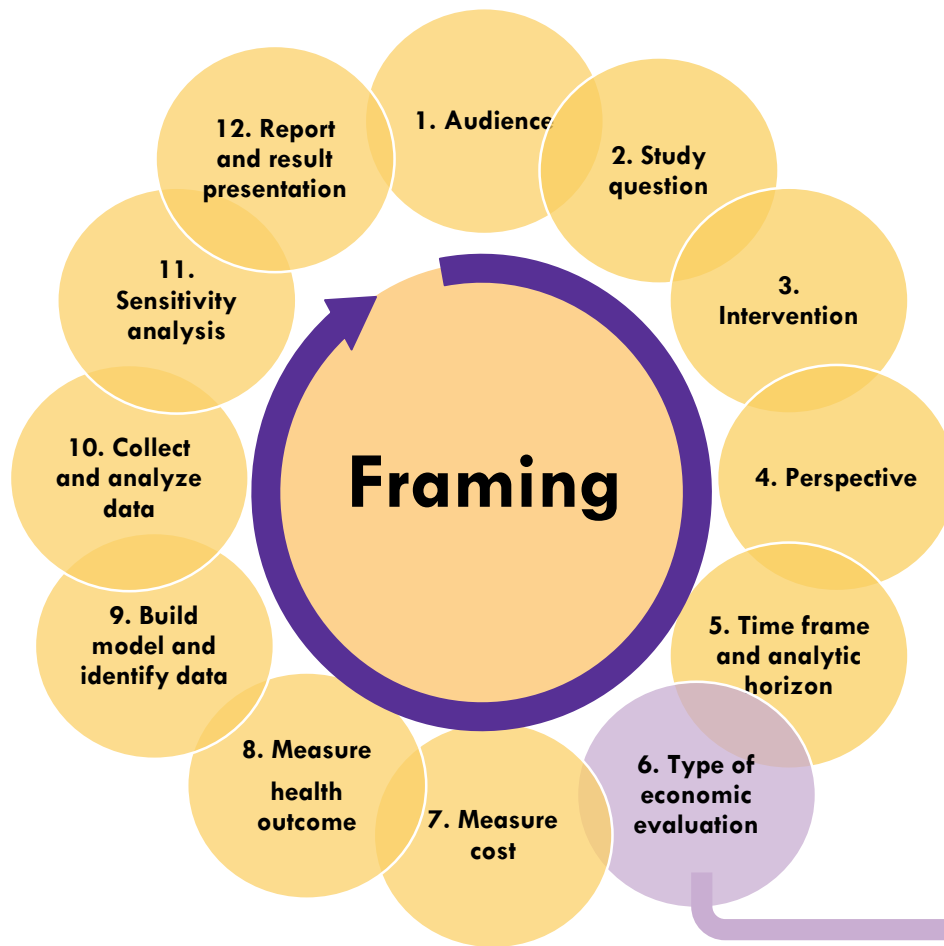 1. Audience
2. Study
question
3.
Intervention
4. Perspective
5. Time frame
and analytic
horizon
6. Type of
economic
evaluation
7. Measure
cost
8. Measure
health
outcome
9. Build
model and
identify data
10. Collect
and analyze
data
11.
Sensitivity
analysis
12. Report
and result
presentation
Framing